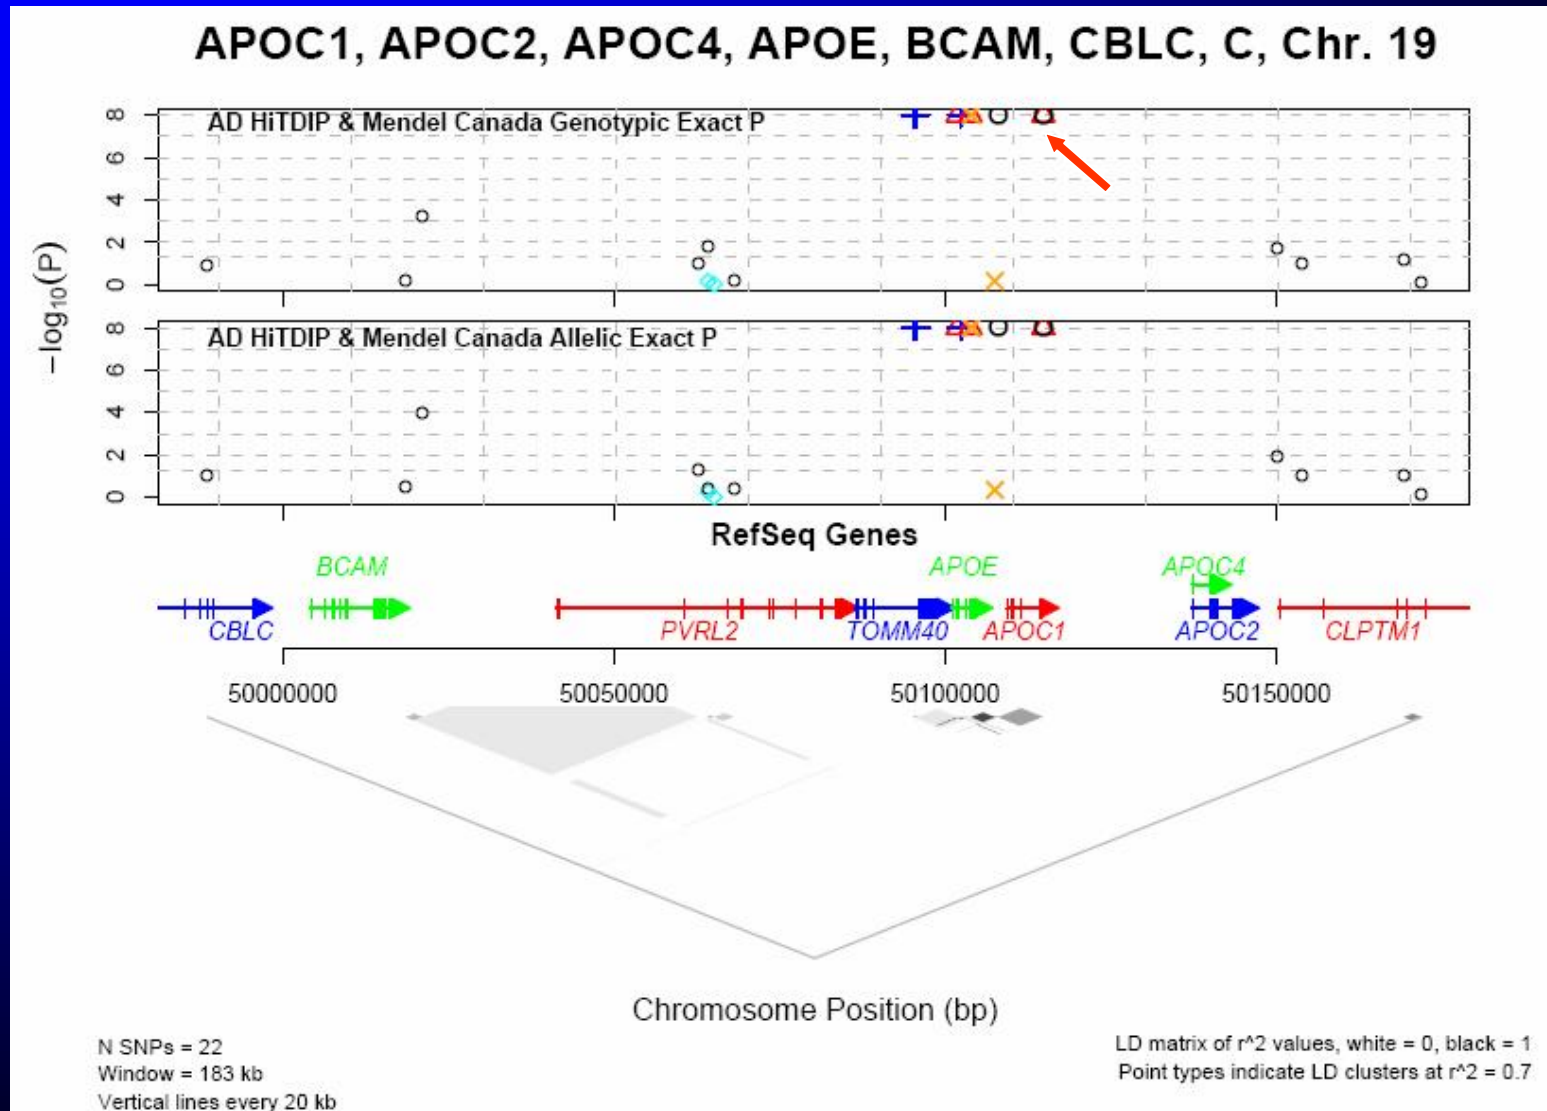 APOC1, APOC2, APOC4, APOE, BCAM, CBLC, C, Chr. 19
−log10(P)
8
6
4
2
0
AD HiTDIP & Mendel Canada Genotypic Exact P
8
6
4
2
0
AD HiTDIP & Mendel Canada Allelic Exact P
RefSeq Genes
BCAM APOE APOC4
CBLC PVRL2 TOMM40 APOC1 APOC2 CLPTM1
50000000 50050000 50100000 50150000
Chromosome Position (bp)
N SNPs = 22
Window = 183 kb
Vertical lines every 20 kb
LD matrix of r^2 values, white = 0, black = 1
Point types indicate LD clusters at r^2 = 0.7